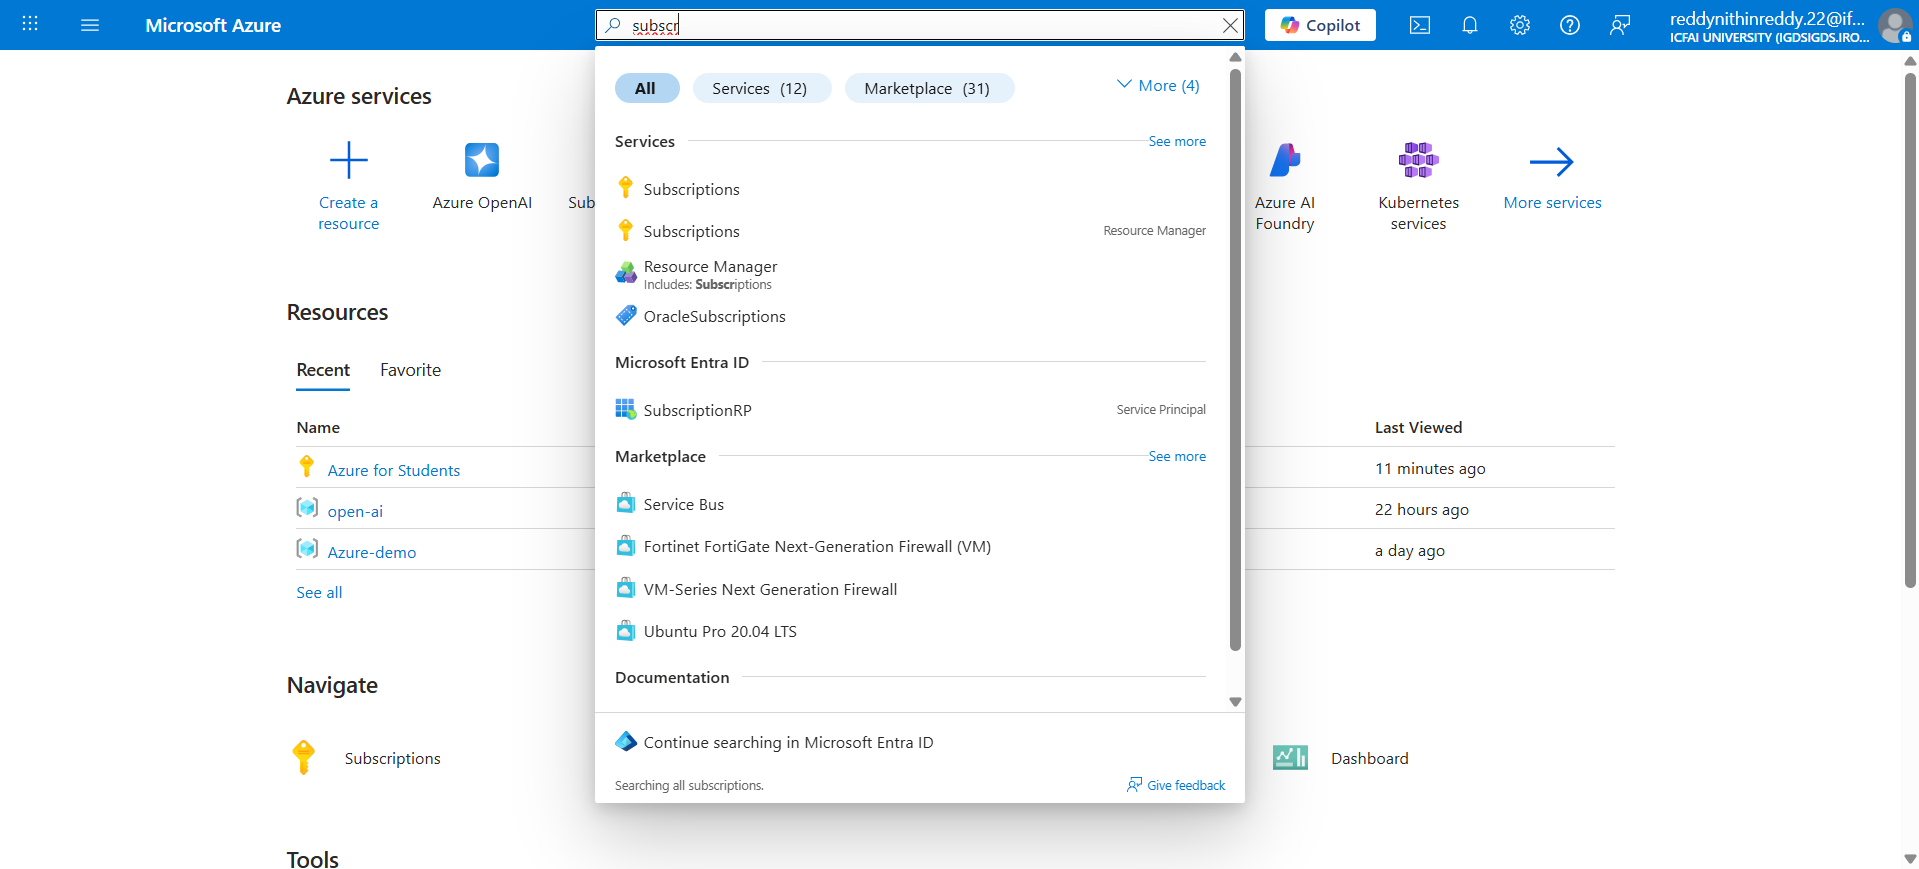 Microsoft Azure
subscr
Copilot
reddynithinreddy.22@if...
ICFAI UNIVERSITY (IGDSIGDS.IRO...
All
Services (12)
Marketplace (31)
More (4)
Services
See more
Subscriptions
Subscriptions
Resource Manager
Resource Manager
Includes: Subscriptions
OracleSubscriptions
Microsoft Entra ID
SubscriptionRP
Service Principal
Marketplace
See more
Service Bus
Fortinet FortiGate Next-Generation Firewall (VM)
VM-Series Next Generation Firewall
Ubuntu Pro 20.04 LTS
Documentation
Continue searching in Microsoft Entra ID
Searching all subscriptions.
Give feedback
Azure services
Create a
resource
Azure OpenAI
Sub
Azure AI
Foundry
Kubernetes
services
More services
Resources
Recent
Favorite
Name
Last Viewed
Azure for Students
11 minutes ago
open-ai
22 hours ago
Azure-demo
a day ago
See all
Navigate
Subscriptions
Dashboard
Tools